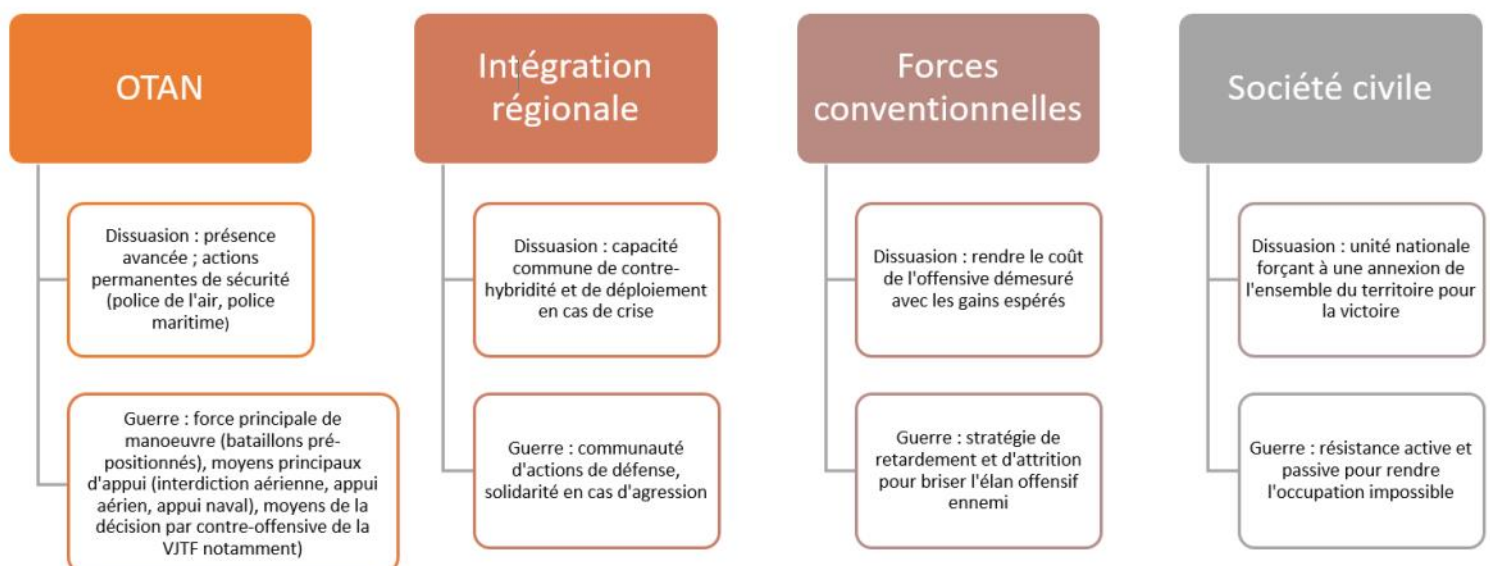 OTAN
Dissuasion : présence
avancée ; actions
permanentes de sécurité
(police de l'air, police
maritime)
Guerre : force principale de
manoeuvre (bataillons pré-
positionnés), moyens principaux
d'appui (interdiction aérienne, appui
aérien, appui naval), moyens de la
décision par contre-offensive de la
VJTF notamment)
Intégration
régionale
Dissuasion : capacité
commune de contre-
hybridité et de déploiement
en cas de crise
Guerre : communauté
d'actions de défense,
solidarité en cas d'agression
Forces
conventionnelles
Dissuasion : rendre le coût
de l'offensive démesuré
avec les gains espérés
Guerre : stratégie de
retardement et d'attrition
pour briser l'élan offensif
ennemi
Société civile
Dissuasion : unité nationale
forçant à une annexion de
l'ensemble du territoire pour
la victoire
Guerre : résistance active et
passive pour rendre
l'occupation impossible